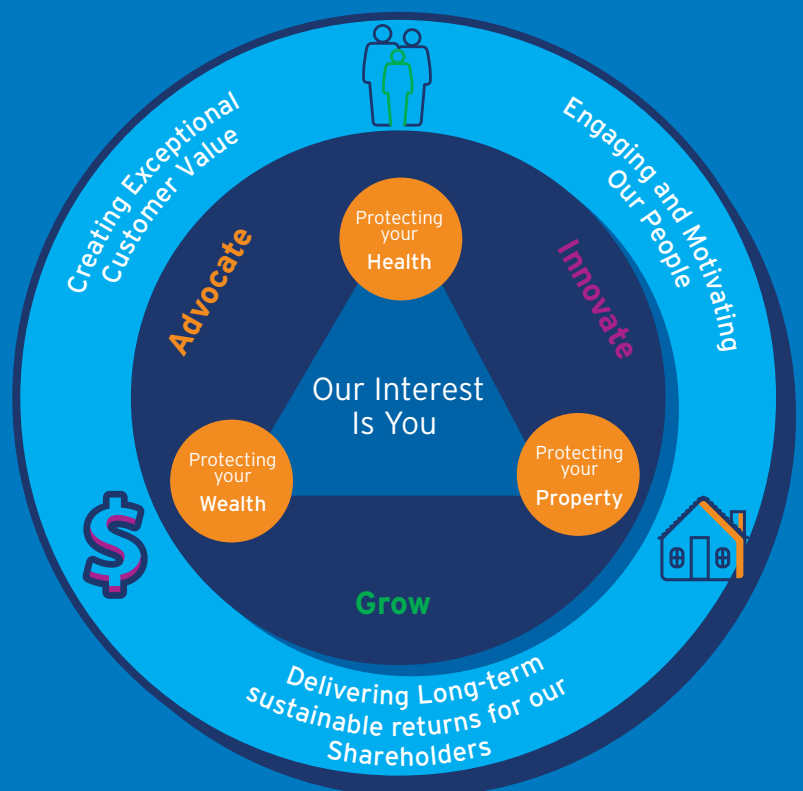 Creating Exceptional
Customer Value
Engaging and Motivating
Our People
Advocate
Innovate
Protecting
your
Health
Our Interest
Is You
Protecting
your
Wealth
Protecting
your
Property
$
Grow
Delivering Long-term
sustainable returns for our
Shareholders